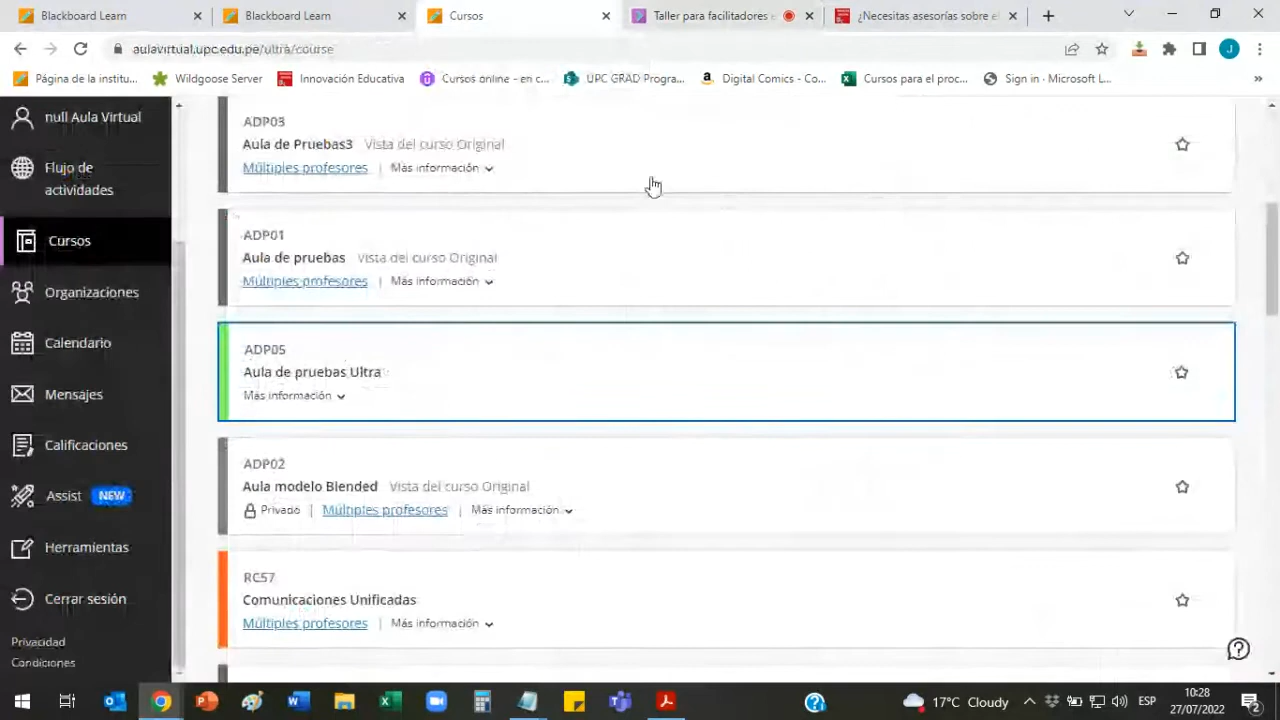 Blackboard Learn
Blackboard Learn
Cursos
Taller para facilitadores e
¿Necesitas asesorías sobre el
aulavirtual.upc.edu.pe/ultra/course
J
Página de la institu...
Wildgoose Server
Innovación Educativa
Cursos online - en c...
UPC GRAD Progra...
Digital Comics - Co...
Cursos para el proc...
Sign in - Microsoft L...
»
null Aula Virtual
Flujo de
actividades
Cursos
Organizaciones
Calendario
Mensajes
Calificaciones
Assist NEW
Herramientas
Cerrar sesión
Privacidad
Condiciones
ADP03
Aula de Pruebas3 Vista del curso Original
Múltiples profesores | Más información
ADP01
Aula de pruebas Vista del curso Original
Múltiples profesores | Más información
ADP05
Aula de pruebas Ultra
Más información
ADP02
Aula modelo Blended Vista del curso Original
Privado | Múltiples profesores | Más información
RC57
Comunicaciones Unificadas
Múltiples profesores | Más información
17°C Cloudy
ESP
10:28
27/07/2022
2